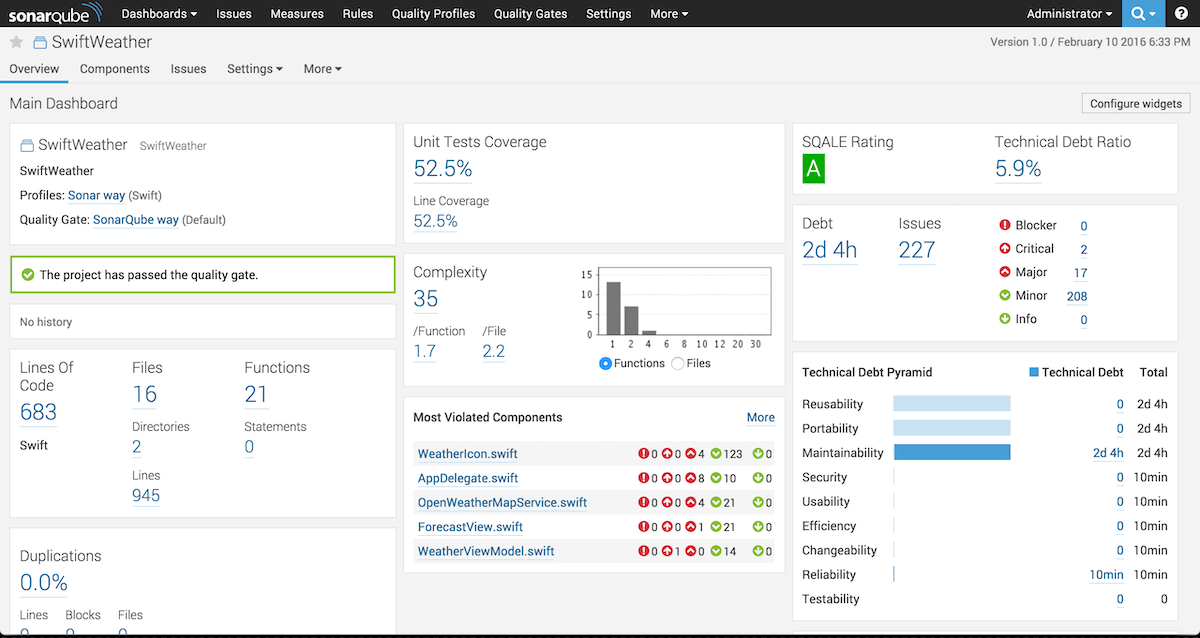 sonarqube Dashboards Issues Measures Rules Quality Profiles Quality Gates Settings More Administrator ?
SwiftWeather
Version 1.0 / February 10 2016 6:33 PM
Overview Components Issues Settings More
Main Dashboard
Configure widgets
SwiftWeather SwiftWeather
SwiftWeather
Profiles: Sonar way (Swift)
Quality Gate: SonarQube way (Default)
The project has passed the quality gate.
No history
Lines Of Code
683
Swift
Files
16
Directories
2
Lines
945
Functions
21
Statements
0
Duplications
0.0%
Lines Blocks Files
0 0 0
Unit Tests Coverage
52.5%
Line Coverage
52.5%
Complexity
35
/Function /File
1.7 2.2
15
10
5
0
1 2 4 6 8 10 12 20 30
Functions Files
Most Violated Components More
WeatherIcon.swift 0 0 4 123 0
AppDelegate.swift 0 0 8 10 0
OpenWeatherMapService.swift 0 0 4 21 0
ForecastView.swift 0 0 1 21 0
WeatherViewModel.swift 0 1 0 14 0
SQALE Rating
A
Technical Debt Ratio
5.9%
Debt
2d 4h
Issues
227
Blocker 0
Critical 2
Major 17
Minor 208
Info 0
Technical Debt Pyramid Technical Debt Total
Reusability 0 2d 4h
Portability 0 2d 4h
Maintainability 2d 4h 2d 4h
Security 0 10min
Usability 0 10min
Efficiency 0 10min
Changeability 0 10min
Reliability 10min 10min
Testability 0 0